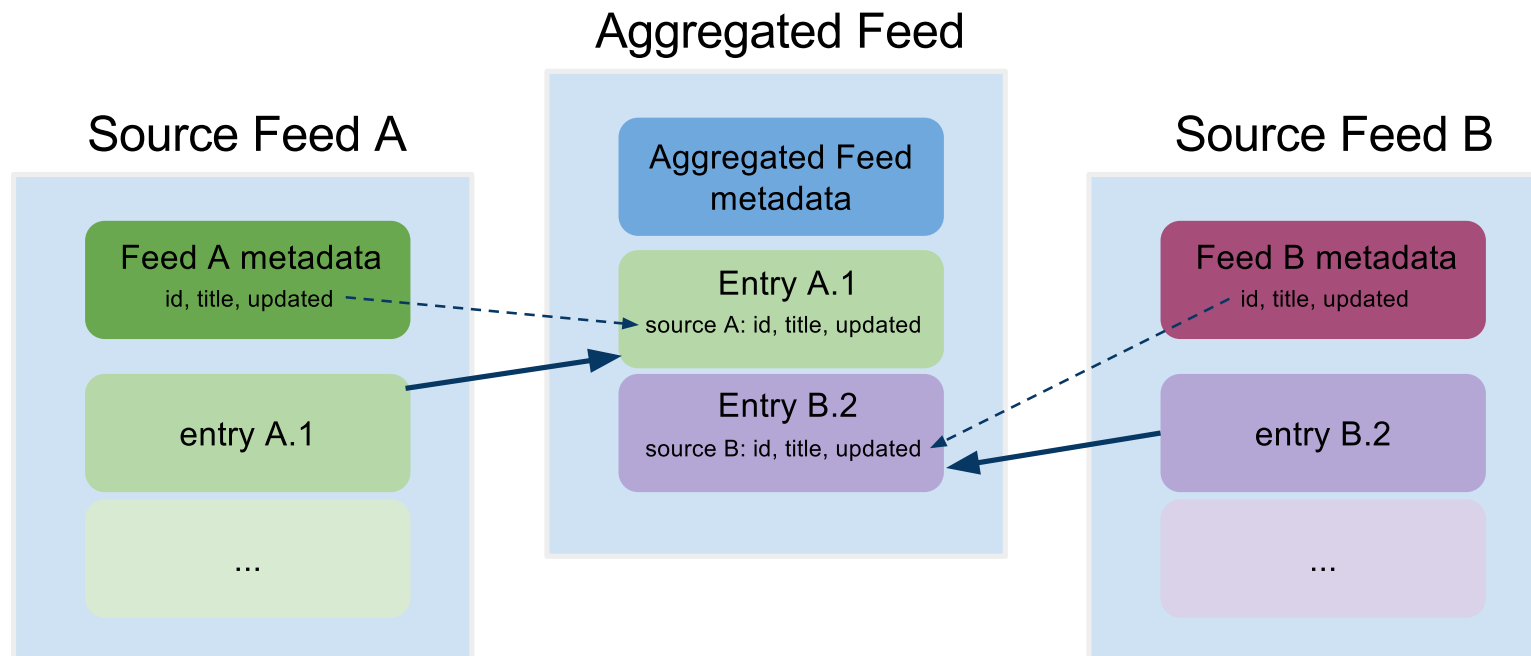 Aggregated Feed
Source Feed A
Source Feed B
Aggregated Feed
metadata
Feed A metadata
id, title, updated
Entry A.1
source A: id, title, updated
Feed B metadata
id, title, updated
entry A.1
Entry B.2
source B: id, title, updated
entry B.2
...
...